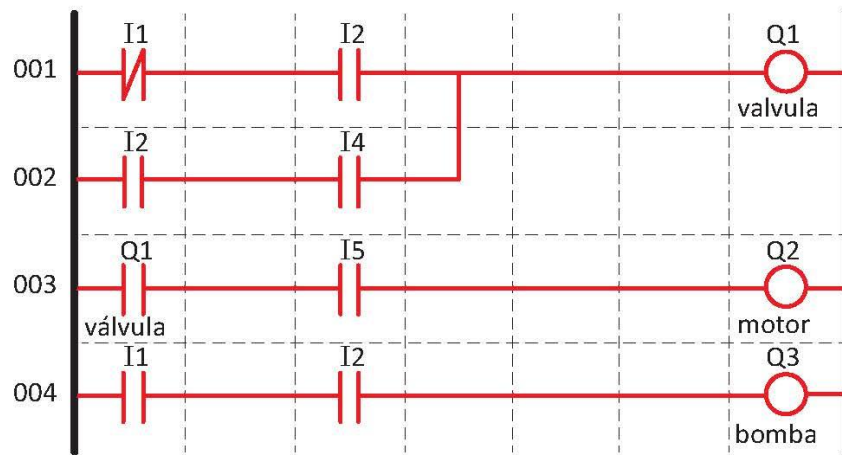 I1 I2 Q1
001
valvula
I2 I4
002
Q1 I5 Q2
003
válvula motor
I1 I2 Q3
004
bomba